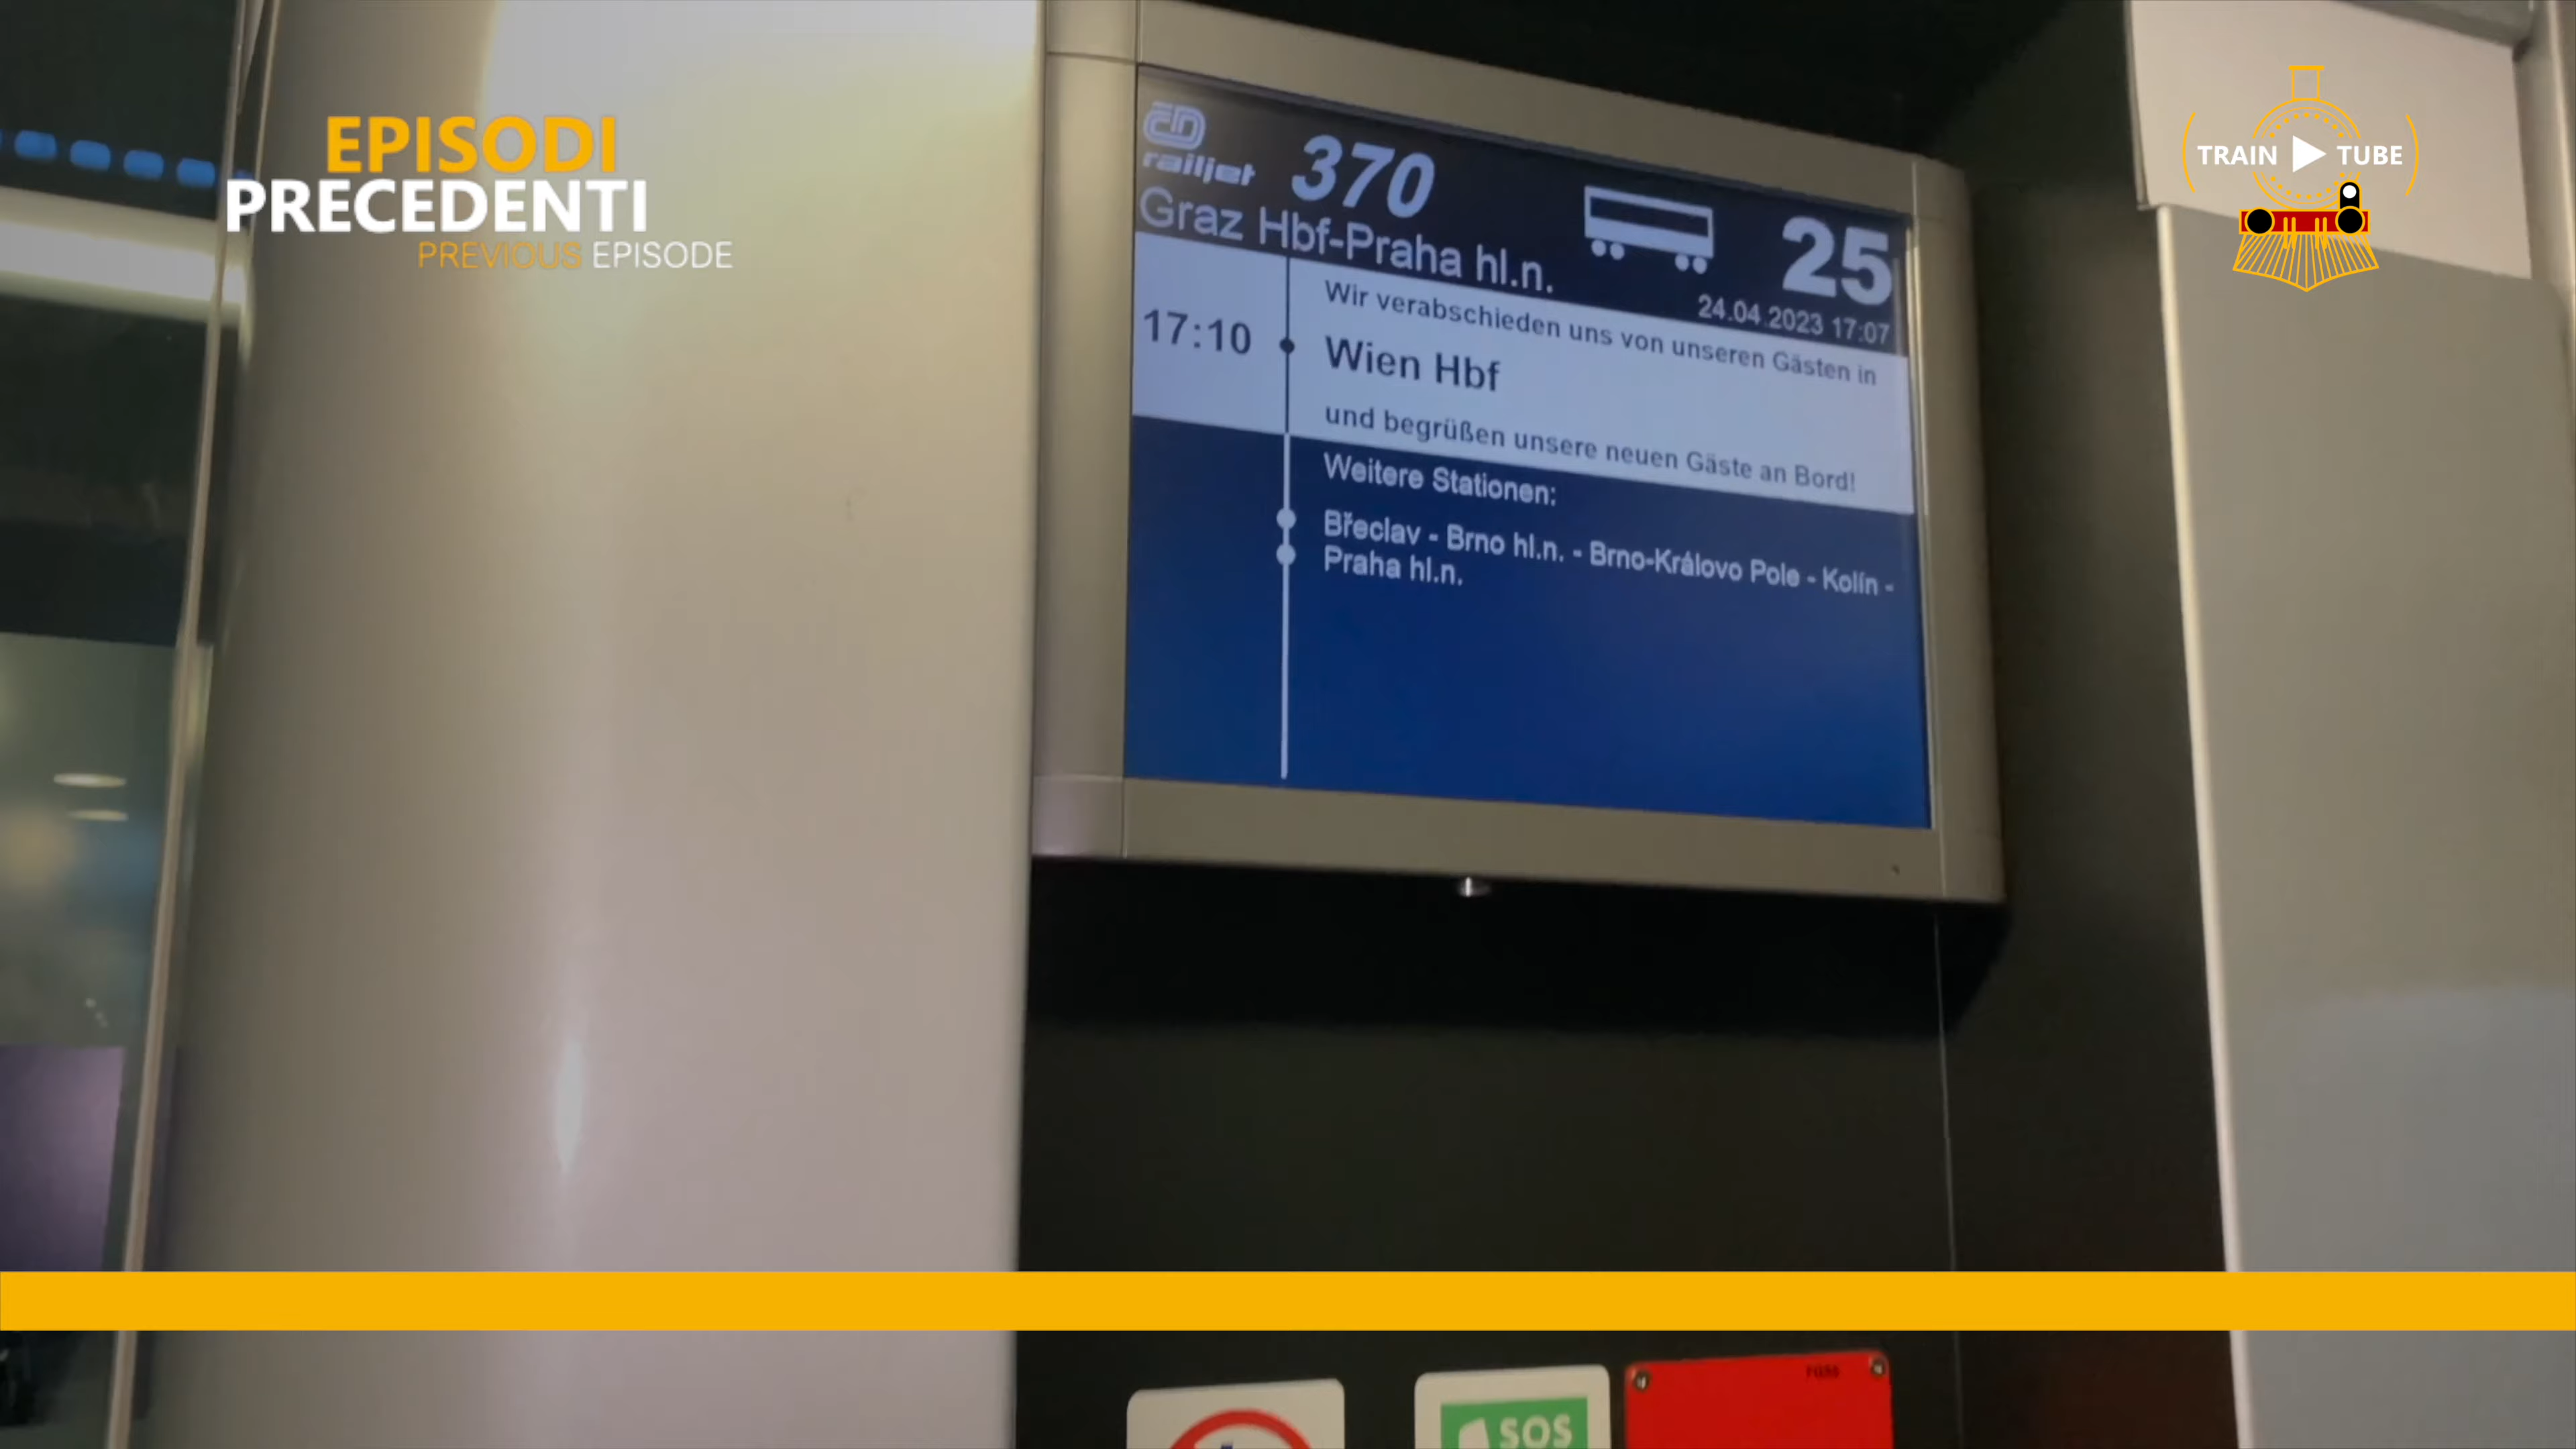 EPISODI
PRECEDENTI
PREVIOUS EPISODE
TRAIN TUBE
ČD
railjet 370
25
Graz Hbf-Praha hl.n.
24.04.2023 17:07
Wir verabschieden uns von unseren Gästen in
17:10 Wien Hbf
und begrüßen unsere neuen Gäste an Bord!
Weitere Stationen:
Břeclav - Brno hl.n. - Brno-Královo Pole - Kolín -
Praha hl.n.
SOS